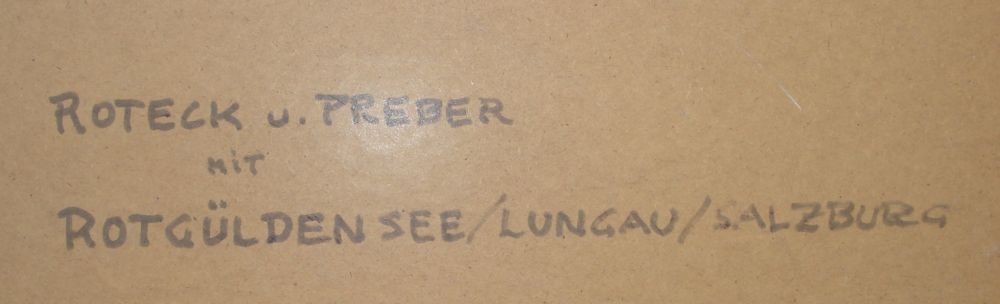 ROTECK u. PREBER
MiT
ROTGÜLDENSEE/LUNGAU/SALZBURG